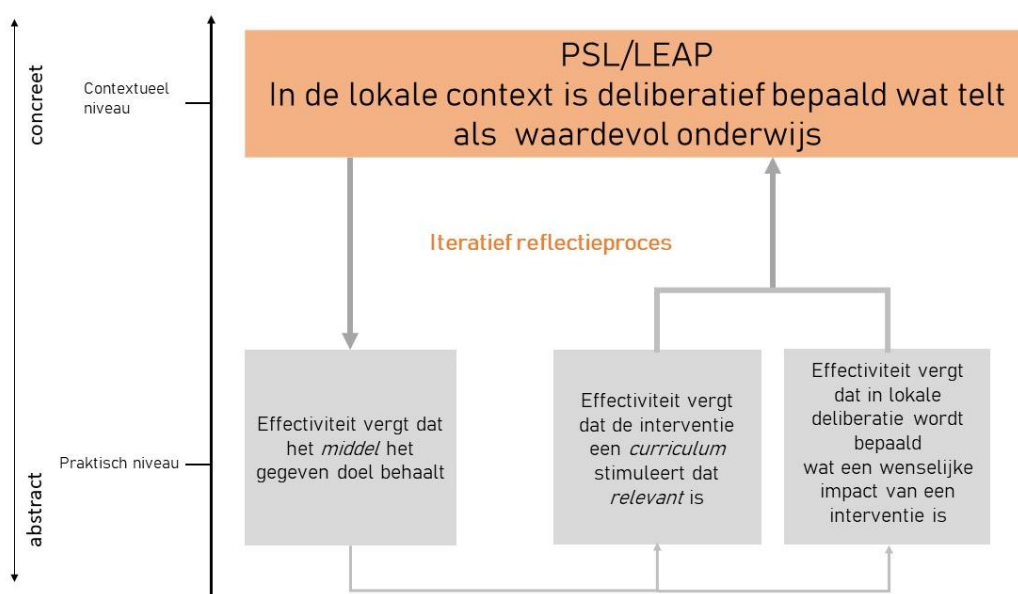 concreet
Contextueel
niveau
PSL/LEAP
In de lokale context is deliberatief bepaald wat telt
als waardevol onderwijs
Iteratief reflectieproces
abstract
Praktisch niveau
Effectiviteit vergt dat
het middel het
gegeven doel behaalt
Effectiviteit vergt
dat de interventie
een curriculum
stimuleert dat
relevant is
Effectiviteit vergt
dat in lokale
deliberatie wordt
bepaald
wat een wenselijke
impact van een
interventie is